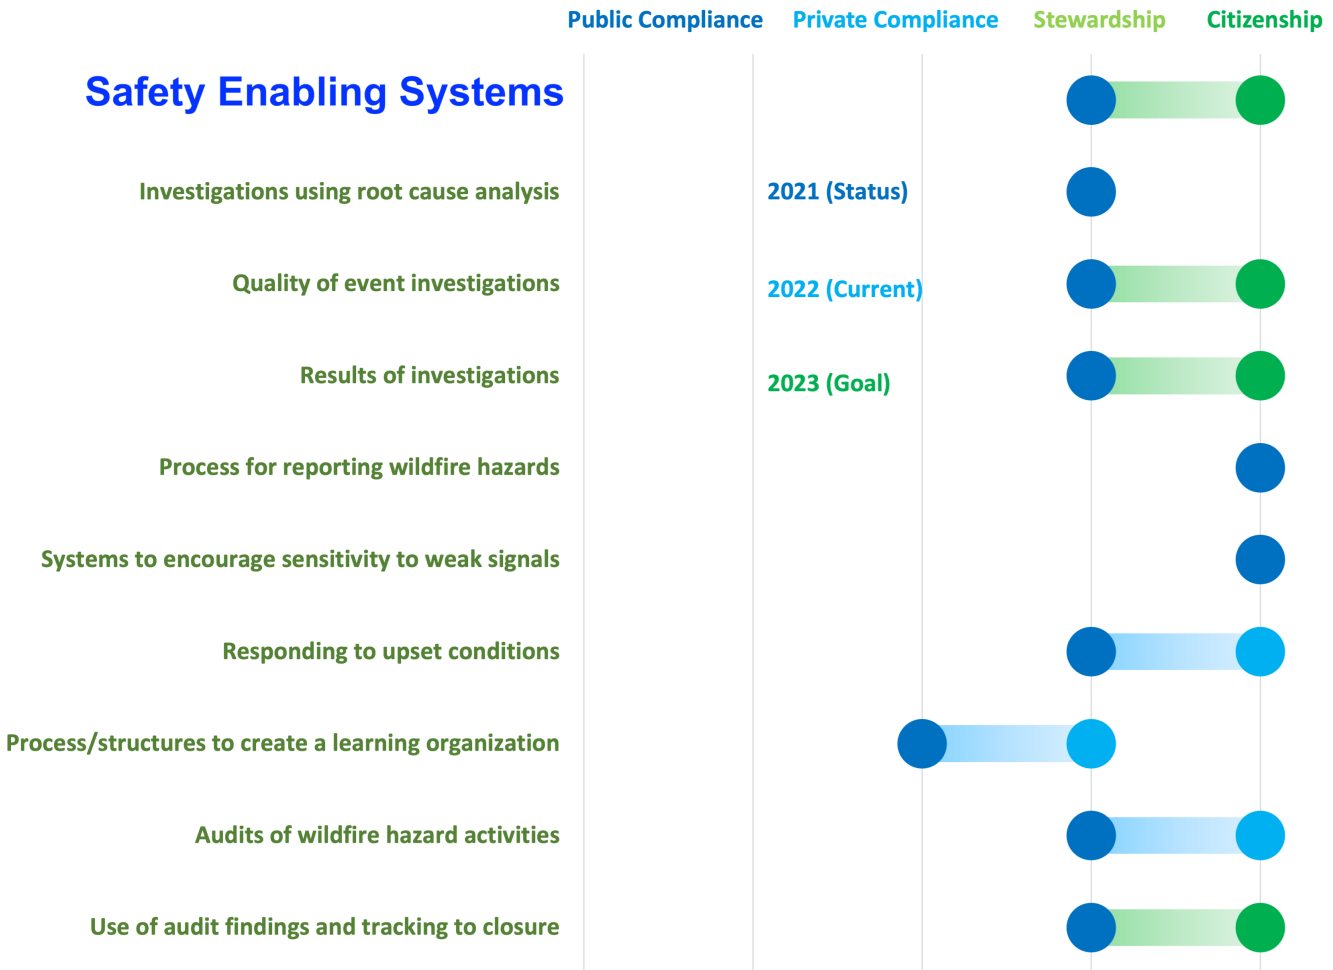 Public Compliance Private Compliance Stewardship Citizenship
Safety Enabling Systems
Investigations using root cause analysis 2021 (Status)
Quality of event investigations 2022 (Current)
Results of investigations 2023 (Goal)
Process for reporting wildfire hazards
Systems to encourage sensitivity to weak signals
Responding to upset conditions
Process/structures to create a learning organization
Audits of wildfire hazard activities
Use of audit findings and tracking to closure